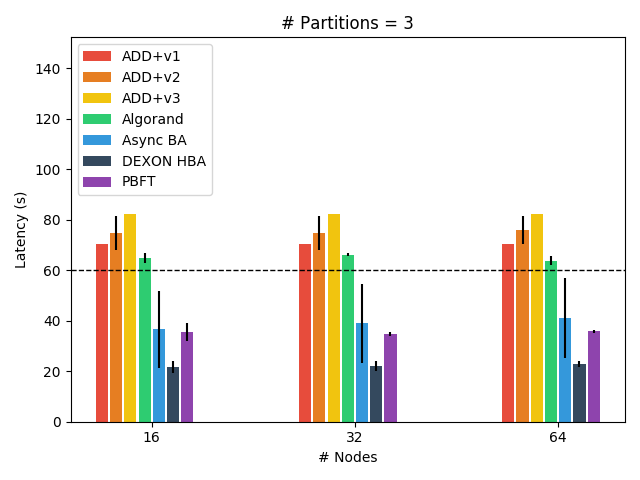 # Partitions = 3
Latency (s)
140
120
100
80
60
40
20
0
ADD+v1
ADD+v2
ADD+v3
Algorand
Async BA
DEXON HBA
PBFT
16
32
64
# Nodes